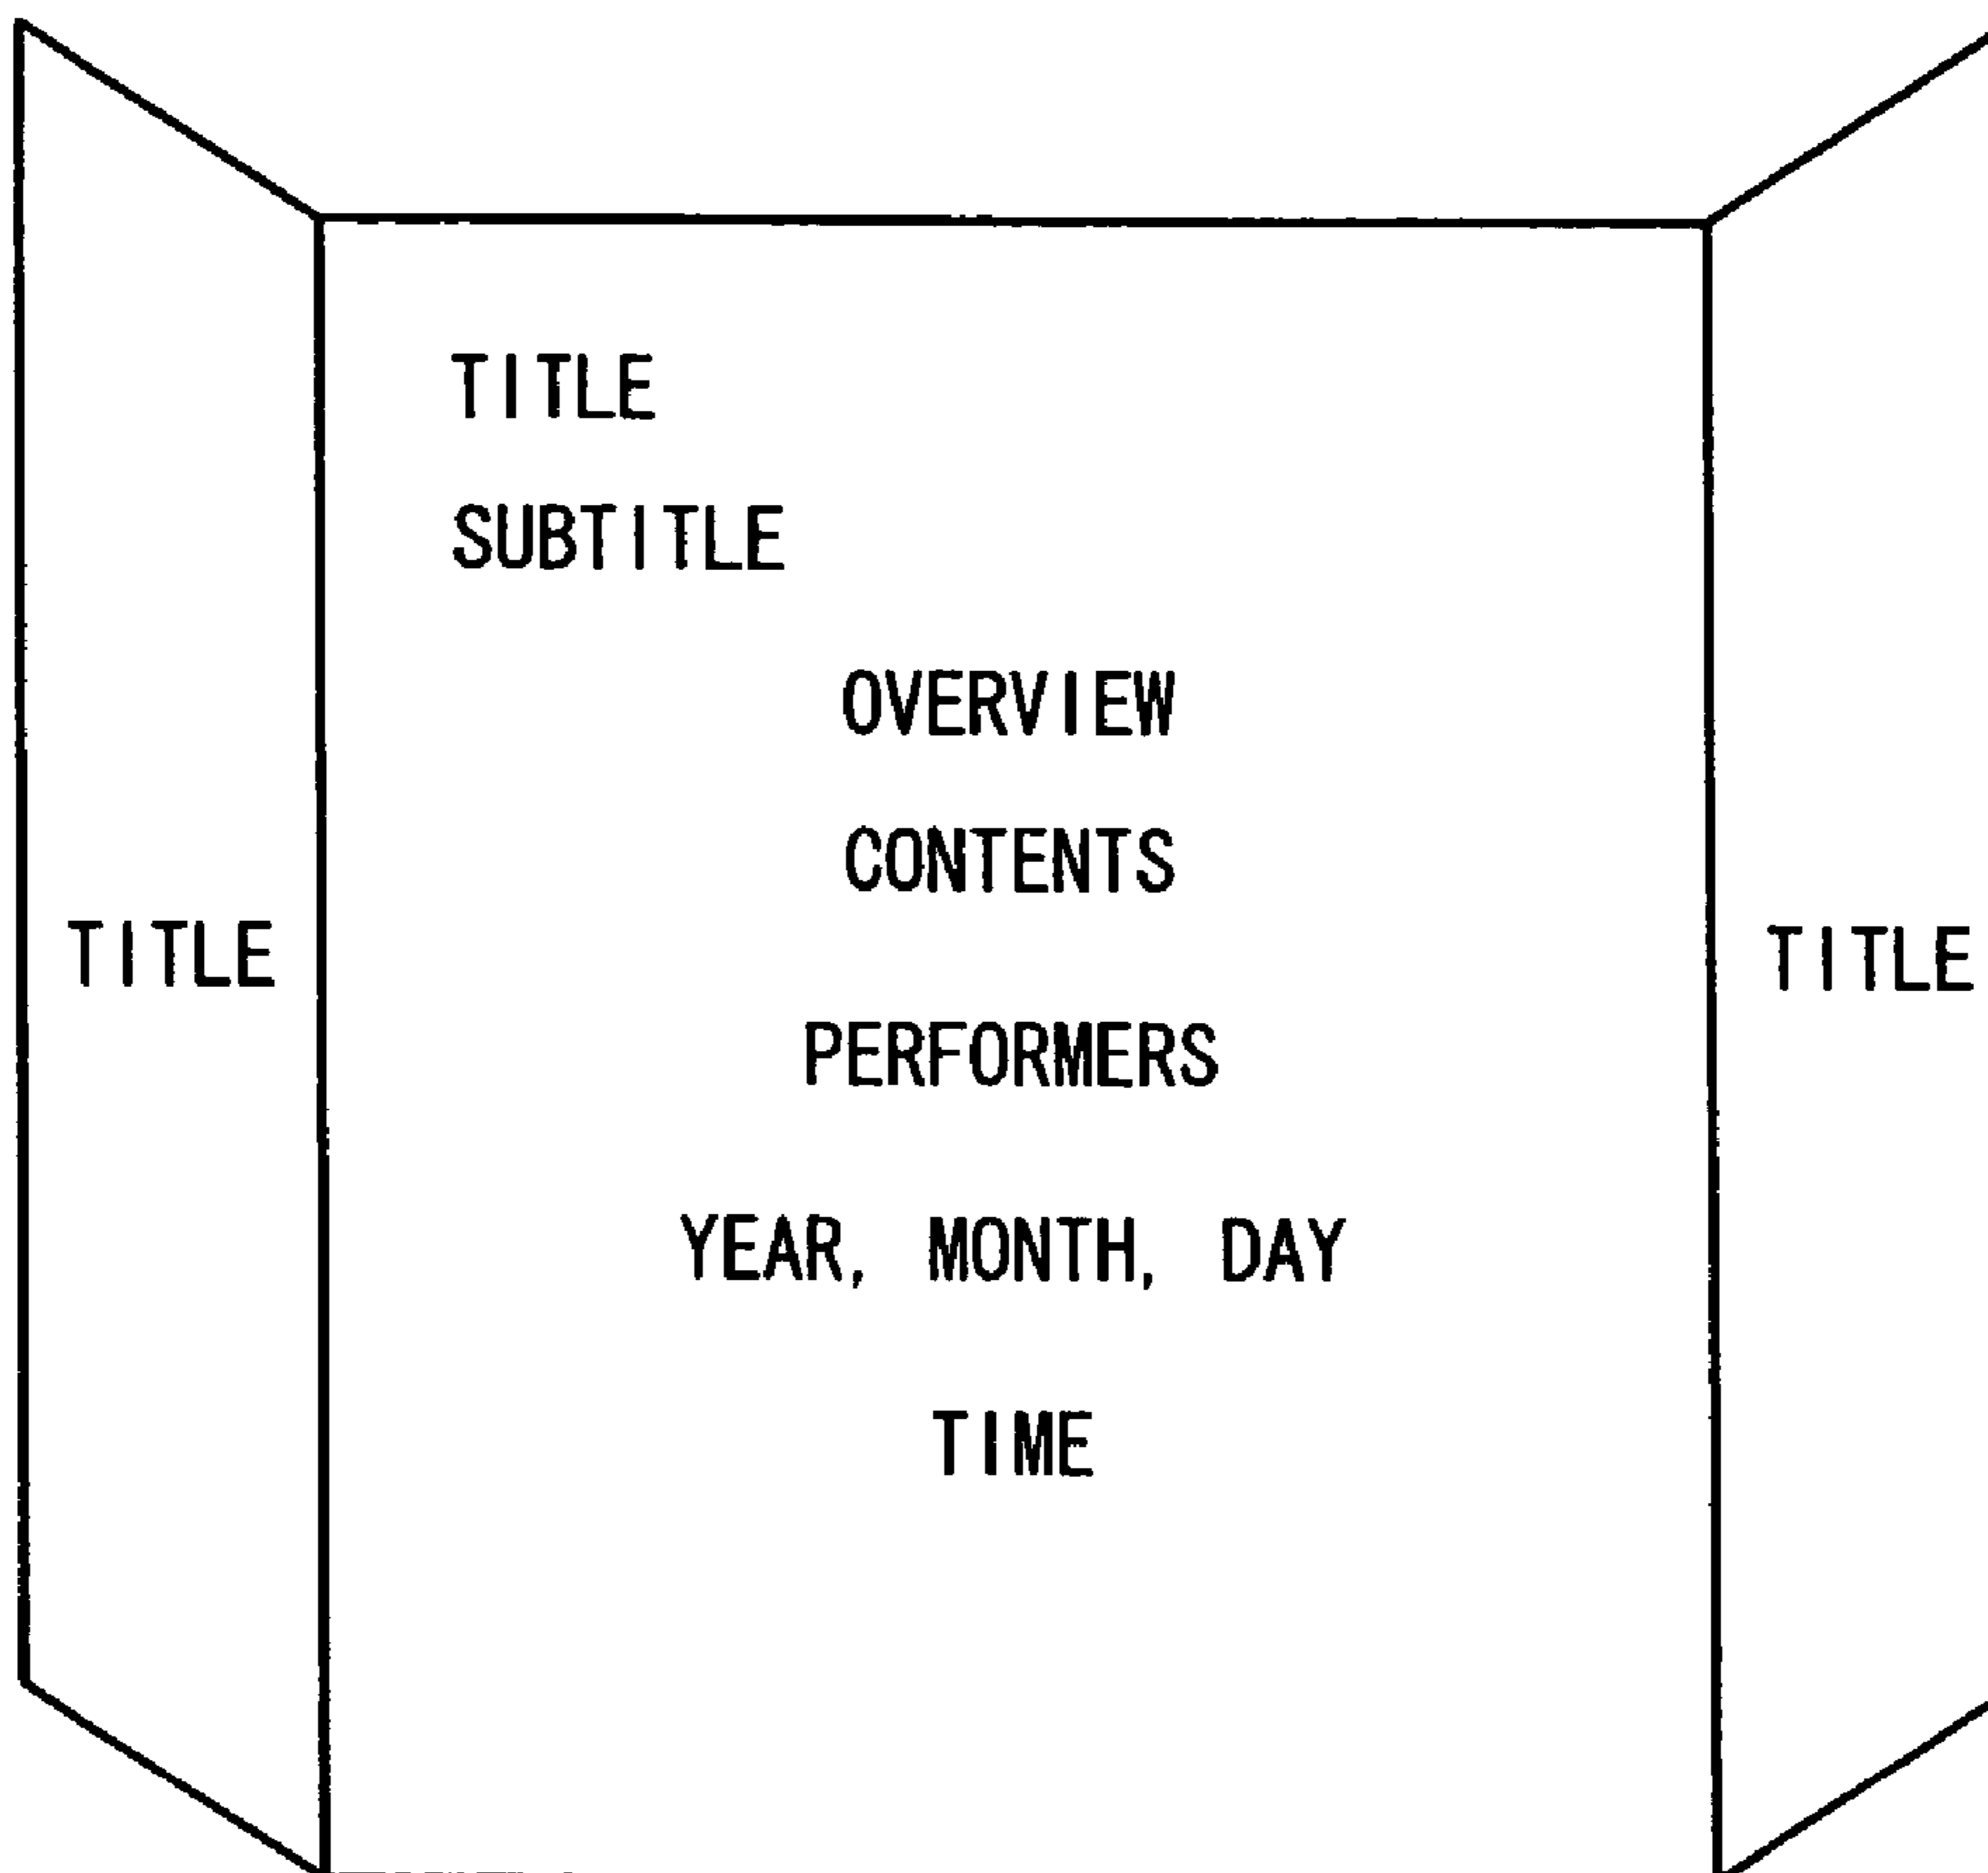 TITLE
SUBTITLE
OVERVIEW
CONTENTS
TITLE
TITLE
PERFORMERS
YEAR, MONTH, DAY
TIME